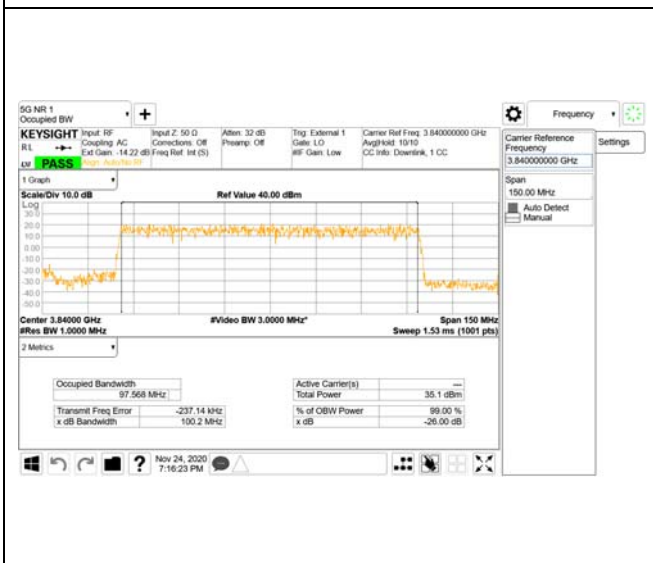 5G NR 1
Occupied BW
Frequency
KEYSIGHT
RL
PASS
Input: RF
Coupling: AC
Ext Gain: -14.22 dB
Align: Auto/No RF
Input Z: 50 Ω
Corrections: Off
Freq Ref: Int (S)
Atten: 32 dB
Preamp: Off
Trig: External 1
Gate: LO
#IF Gain: Low
Carrier Ref Freq: 3.840000000 GHz
Avg|Hold: 10/10
CC Info: Downlink, 1 CC
Carrier Reference
Frequency
3.840000000 GHz
Settings
Span
150.00 MHz
Auto Detect
Manual
1 Graph
Scale/Div 10.0 dB
Ref Value 40.00 dBm
Log
30.0
20.0
10.0
0.00
-10.0
-20.0
-30.0
-40.0
-50.0
Center 3.84000 GHz
#Video BW 3.0000 MHz*
Span 150 MHz
#Res BW 1.0000 MHz
Sweep 1.53 ms (1001 pts)
2 Metrics
Occupied Bandwidth
97.568 MHz
Active Carrier(s)
---
Total Power
35.1 dBm
Transmit Freq Error
-237.14 kHz
% of OBW Power
99.00 %
x dB Bandwidth
100.2 MHz
x dB
-26.00 dB
Nov 24, 2020
7:16:23 PM